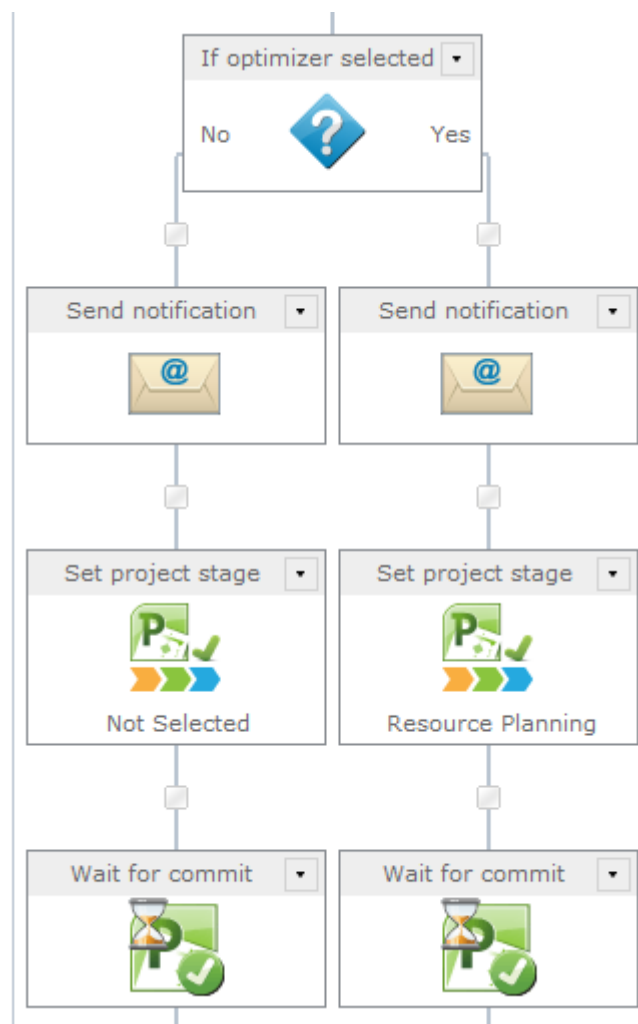 If optimizer selected
No
Yes
Send notification
Send notification
@
@
Set project stage
Set project stage
P
P
Not Selected
Resource Planning
Wait for commit
Wait for commit
P
P